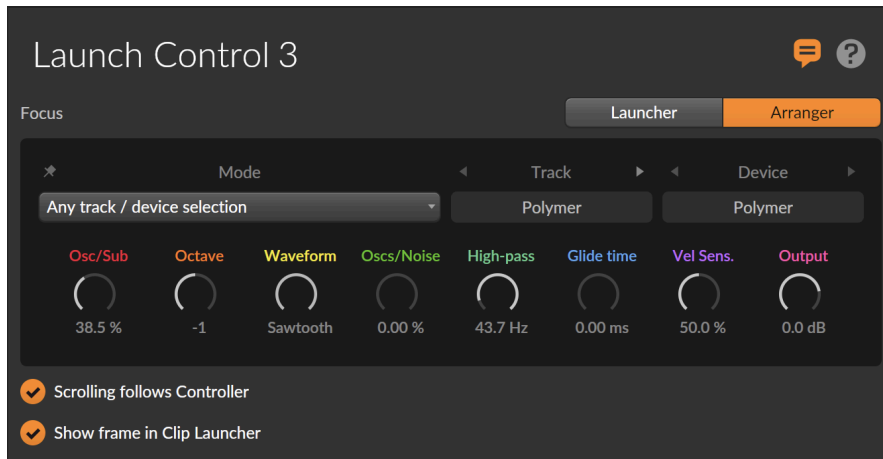 Launch Control 3
?
Focus
Launcher Arranger
Mode Track Device
Any track / device selection Polymer Polymer
Osc/Sub Octave Waveform Oscs/Noise High-pass Glide time Vel Sens. Output
38.5 % -1 Sawtooth 0.00 % 43.7 Hz 0.00 ms 50.0 % 0.0 dB
Scrolling follows Controller
Show frame in Clip Launcher